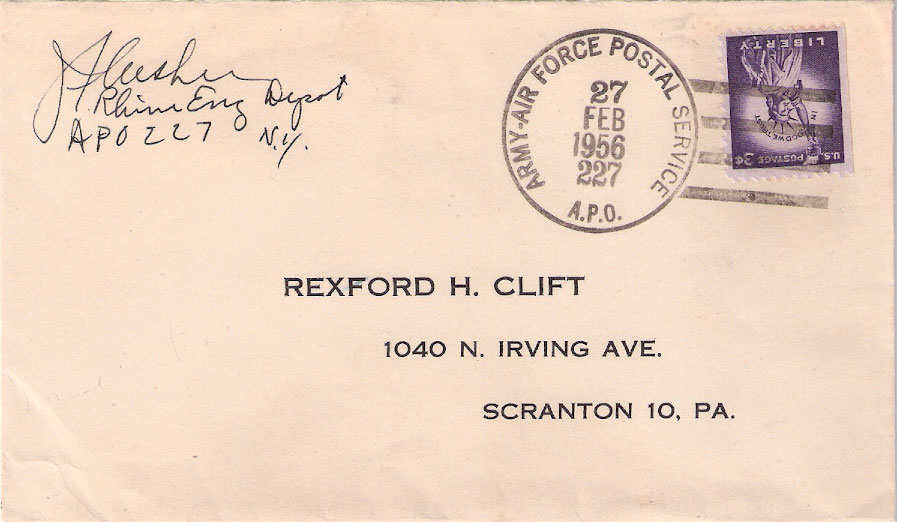 Rhine Eng Depot
APO 227 N.Y.
ARMY-AIR FORCE POSTAL SERVICE
27
FEB
1956
227
A.P.O.
LIBERTY
IN GOD WE TRUST
U.S. POSTAGE 3¢
REXFORD H. CLIFT
1040 N. IRVING AVE.
SCRANTON 10, PA.